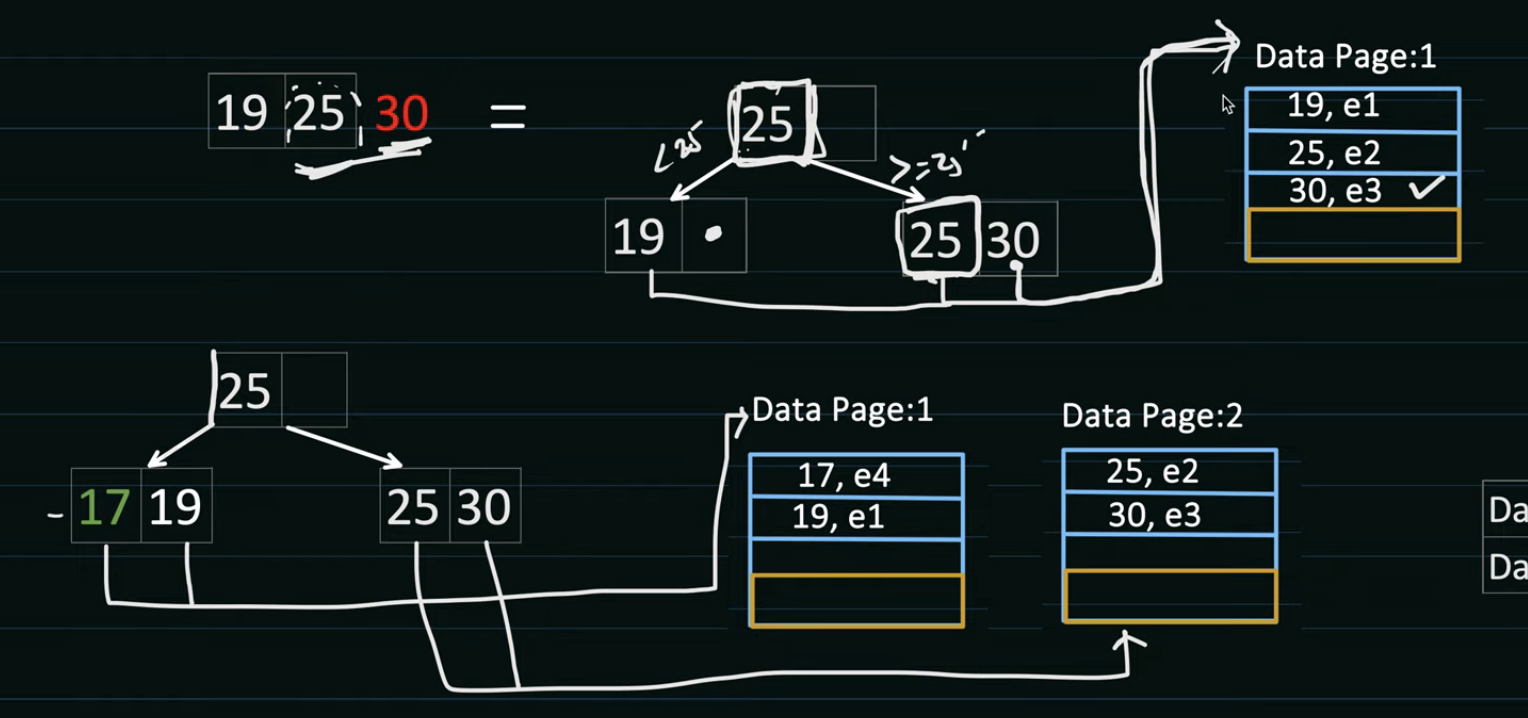 19 25 30 = 25
<25 >=25
19 25 30
Data Page:1
19, e1
25, e2
30, e3
25
17 19 25 30
Data Page:1
17, e4
19, e1
Data Page:2
25, e2
30, e3
Da
Da